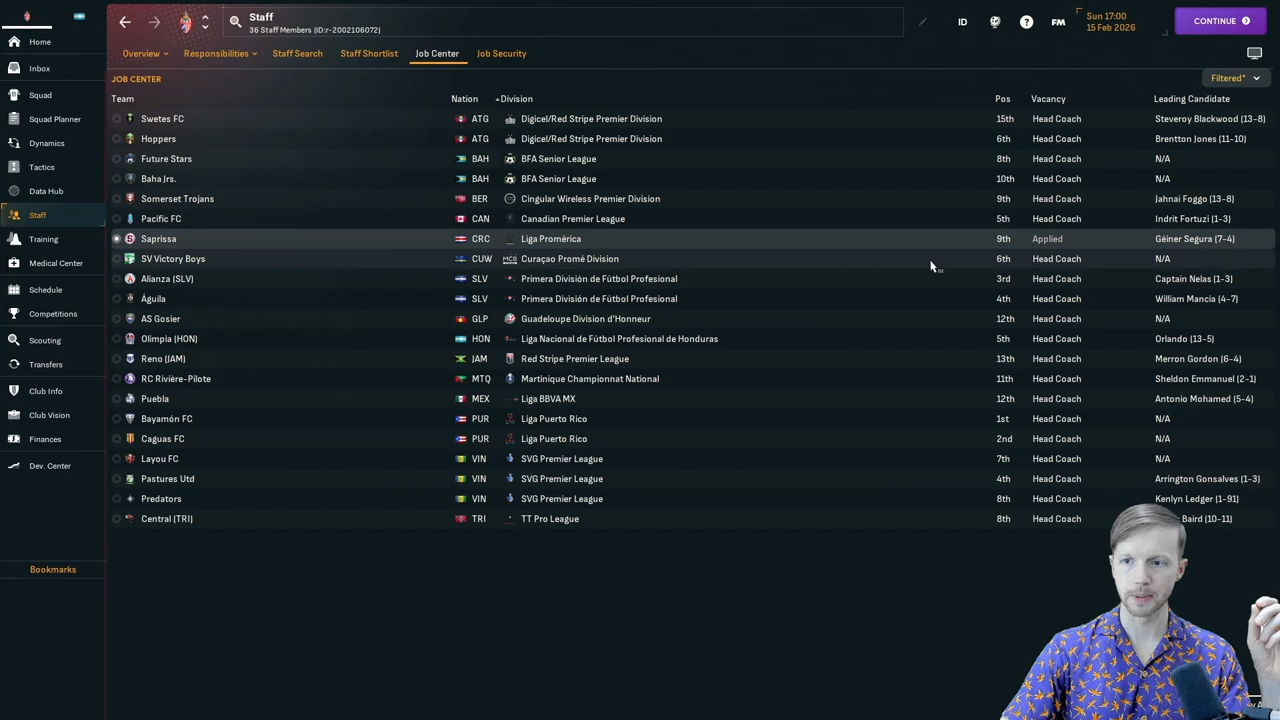 Staff
36 Staff Members (ID:r-2002106072)
ID
?
FM
Sun 17:00
15 Feb 2026
CONTINUE
Home
Inbox
Squad
Squad Planner
Dynamics
Tactics
Data Hub
Staff
Training
Medical Center
Schedule
Competitions
Scouting
Transfers
Club Info
Club Vision
Finances
Dev. Center
Bookmarks
Overview Responsibilities Staff Search Staff Shortlist Job Center Job Security
JOB CENTER
Filtered*
Team Nation Division Pos Vacancy Leading Candidate
Swetes FC ATG Digicel/Red Stripe Premier Division 15th Head Coach Steveroy Blackwood (13-8)
Hoppers ATG Digicel/Red Stripe Premier Division 6th Head Coach Brentton Jones (11-10)
Future Stars BAH BFA Senior League 8th Head Coach N/A
Baha Jrs. BAH BFA Senior League 10th Head Coach N/A
Somerset Trojans BER Cingular Wireless Premier Division 9th Head Coach Jahnai Foggo (13-8)
Pacific FC CAN Canadian Premier League 5th Head Coach Indrit Fortuzi (1-3)
Saprissa CRC Liga Promérica 9th Applied Géiner Segura (7-4)
SV Victory Boys CUW MCB Curaçao Promé Division 6th Head Coach N/A
Alianza (SLV) SLV Primera División de Fútbol Profesional 3rd Head Coach Captain Nelas (1-3)
Águila SLV Primera División de Fútbol Profesional 4th Head Coach William Mancia (4-7)
AS Gosier GLP Guadeloupe Division d'Honneur 12th Head Coach N/A
Olimpia (HON) HON Liga Nacional de Fútbol Profesional de Honduras 5th Head Coach Orlando (13-5)
Reno (JAM) JAM Red Stripe Premier League 13th Head Coach Merron Gordon (6-4)
RC Rivière-Pilote MTQ Martinique Championnat National 11th Head Coach Sheldon Emmanuel (2-1)
Puebla MEX Liga BBVA MX 12th Head Coach Antonio Mohamed (5-4)
Bayamón FC PUR Liga Puerto Rico 1st Head Coach N/A
Caguas FC PUR Liga Puerto Rico 2nd Head Coach N/A
Layou FC VIN SVG Premier League 7th Head Coach N/A
Pastures Utd VIN SVG Premier League 4th Head Coach Arrington Gonsalves (1-3)
Predators VIN SVG Premier League 8th Head Coach Kenlyn Ledger (1-91)
Central (TRI) TRI TT Pro League 8th Head Coach Baird (10-11)